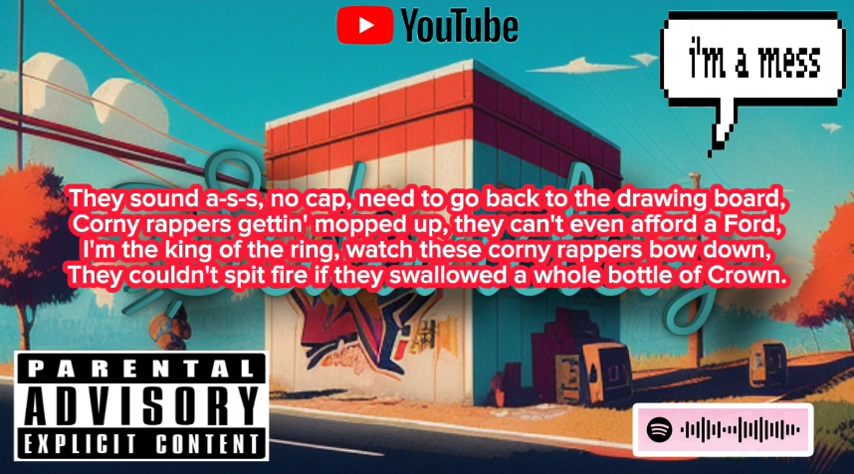 YouTube
i'm a mess
They sound a-s-s, no cap, need to go back to the drawing board,
Corny rappers gettin' mopped up, they can't even afford a Ford,
I'm the king of the ring, watch these corny rappers bow down,
They couldn't spit fire if they swallowed a whole bottle of Crown.
PARENTAL
ADVISORY
EXPLICIT CONTENT